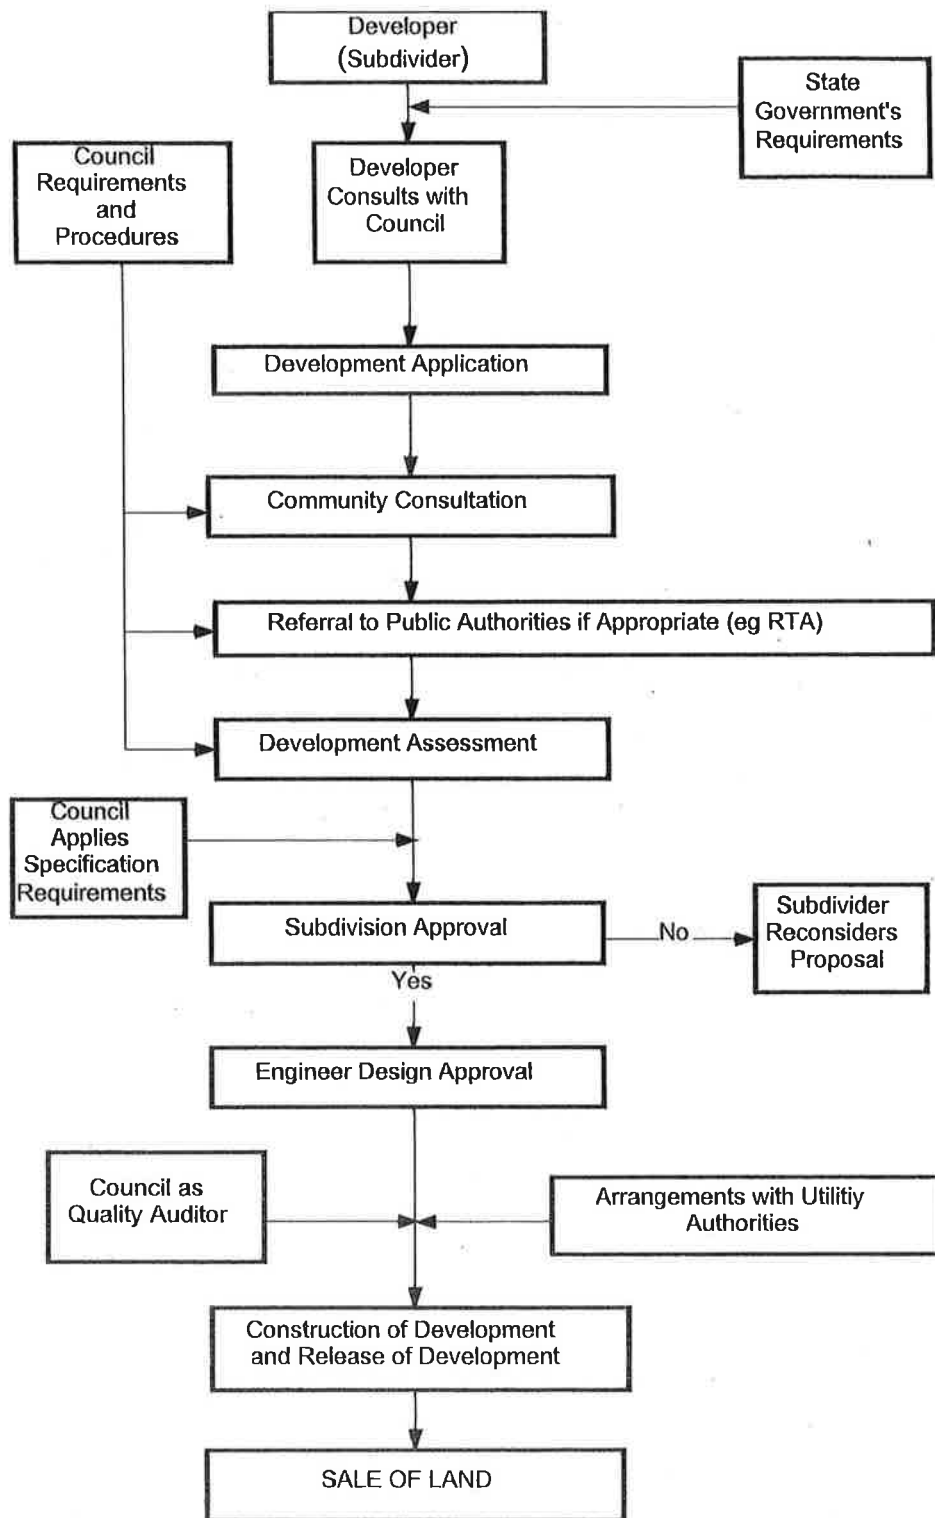 Developer
(Subdivider)
State
Government's
Requirements
Council
Requirements
and
Procedures
Developer
Consults with
Council
Development Application
Community Consultation
Referral to Public Authorities if Appropriate (eg RTA)
Development Assessment
Council
Applies
Specification
Requirements
Subdivision Approval
No
Subdivider
Reconsiders
Proposal
Yes
Engineer Design Approval
Council as
Quality Auditor
Arrangements with Utilitiy
Authorities
Construction of Development
and Release of Development
SALE OF LAND